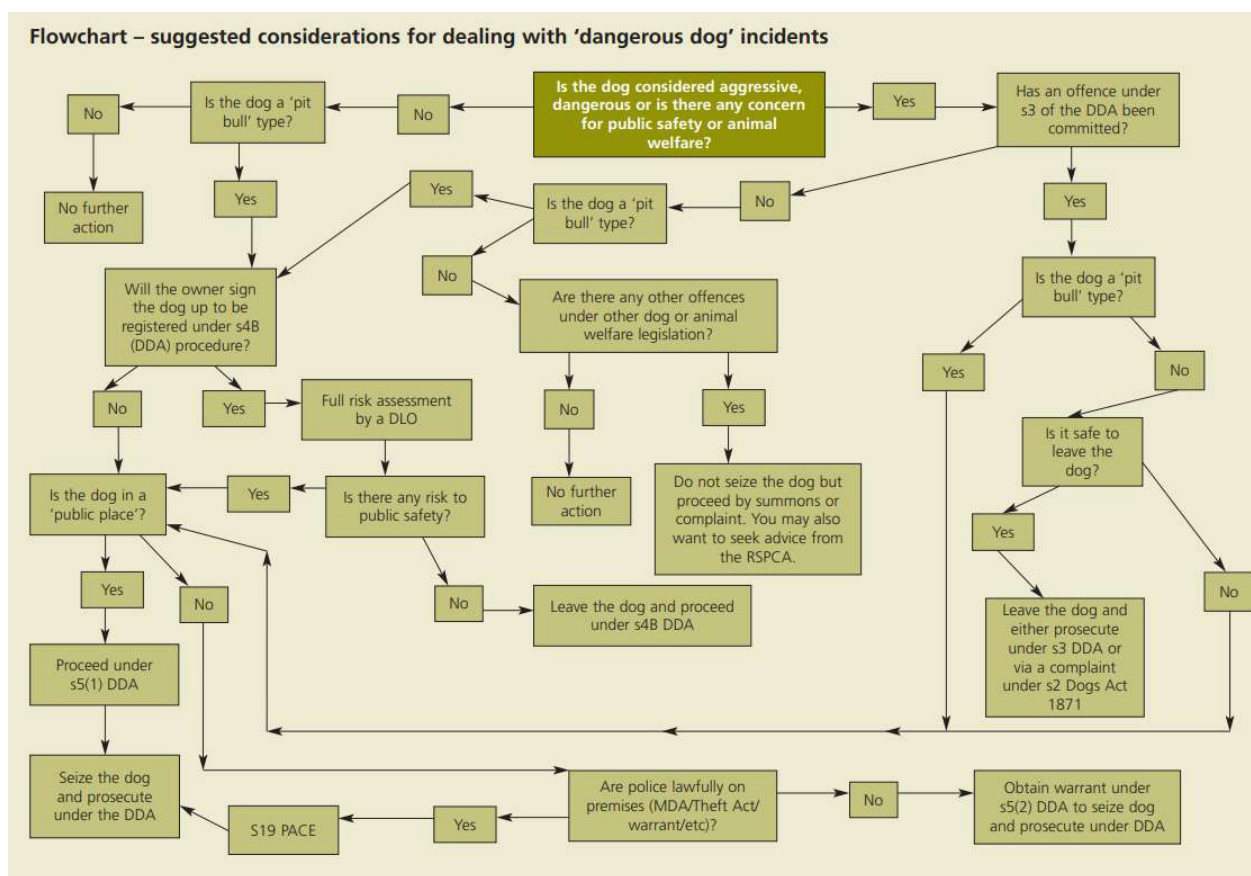 Flowchart – suggested considerations for dealing with ‘dangerous dog’ incidents
No
Is the dog a ‘pit
bull’ type?
No
Is the dog considered aggressive,
dangerous or is there any concern
for public safety or animal
welfare?
Yes
Has an offence under
s3 of the DDA been
committed?
No further
action
Yes
Yes
Is the dog a ‘pit
bull’ type?
No
Yes
Will the owner sign
the dog up to be
registered under s4B
(DDA) procedure?
No
Are there any other offences
under other dog or animal
welfare legislation?
Is the dog a ‘pit
bull’ type?
No
Yes
Full risk assessment
by a DLO
No
Yes
Yes
No
Is the dog in a
‘public place’?
Yes
Is there any risk to
public safety?
No further
action
Do not seize the dog but
proceed by summons or
complaint. You may also
want to seek advice from
the RSPCA.
Is it safe to
leave the
dog?
Yes
No
No
Leave the dog and proceed
under s4B DDA
Yes
No
Proceed under
s5(1) DDA
Leave the dog and
either prosecute
under s3 DDA or
via a complaint
under s2 Dogs Act
1871
Seize the dog
and prosecute
under the DDA
S19 PACE
Yes
Are police lawfully on
premises (MDA/Theft Act/
warrant/etc)?
No
Obtain warrant under
s5(2) DDA to seize dog
and prosecute under DDA